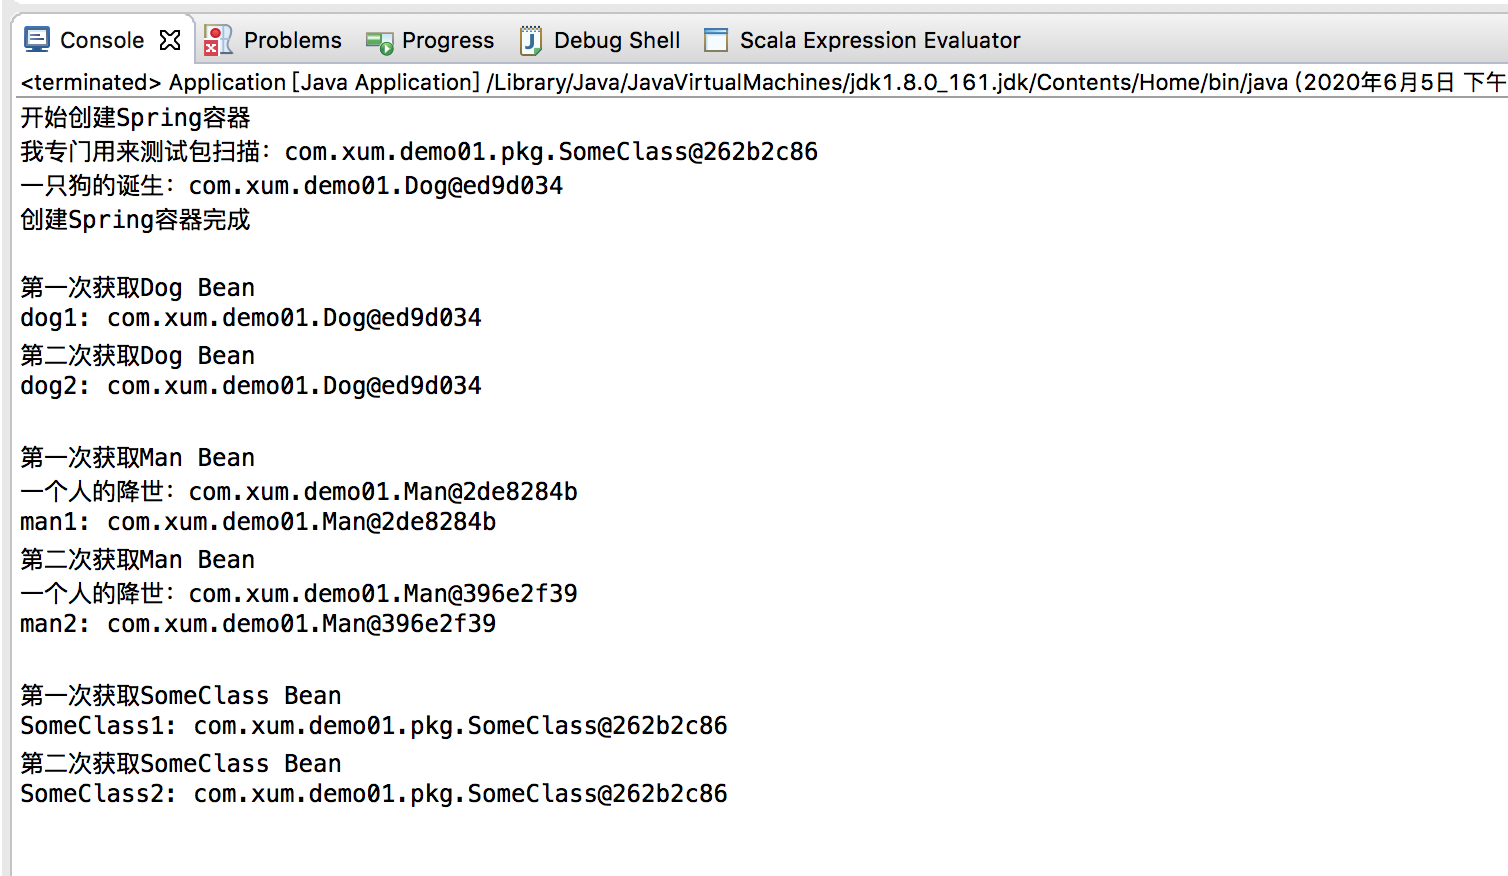 Console Problems Progress Debug Shell Scala Expression Evaluator
<terminated> Application [Java Application] /Library/Java/JavaVirtualMachines/jdk1.8.0_161.jdk/Contents/Home/bin/java (2020年6月5日 下午
开始创建Spring容器
我专门用来测试包扫描：com.xum.demo01.pkg.SomeClass@262b2c86
一只狗的诞生：com.xum.demo01.Dog@ed9d034
创建Spring容器完成
第一次获取Dog Bean
dog1: com.xum.demo01.Dog@ed9d034
第二次获取Dog Bean
dog2: com.xum.demo01.Dog@ed9d034
第一次获取Man Bean
一个人的降世：com.xum.demo01.Man@2de8284b
man1: com.xum.demo01.Man@2de8284b
第二次获取Man Bean
一个人的降世：com.xum.demo01.Man@396e2f39
man2: com.xum.demo01.Man@396e2f39
第一次获取SomeClass Bean
SomeClass1: com.xum.demo01.pkg.SomeClass@262b2c86
第二次获取SomeClass Bean
SomeClass2: com.xum.demo01.pkg.SomeClass@262b2c86